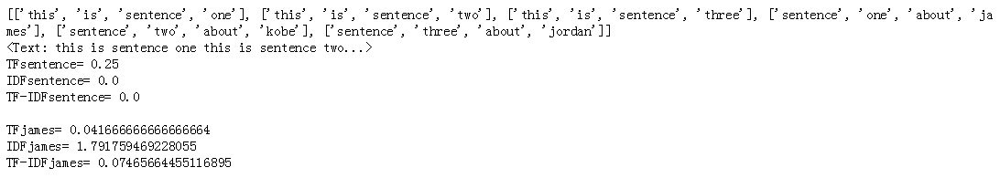 [['this', 'is', 'sentence', 'one'], ['this', 'is', 'sentence', 'two'], ['this', 'is', 'sentence', 'three'], ['sentence', 'one', 'about', 'ja
mes'], ['sentence', 'two', 'about', 'kobe'], ['sentence', 'three', 'about', 'jordan']]
<Text: this is sentence one this is sentence two...>
TFsentence= 0.25
IDFsentence= 0.0
TF-IDFsentence= 0.0
TFjames= 0.041666666666666664
IDFjames= 1.791759469228055
TF-IDFjames= 0.07465664455116895